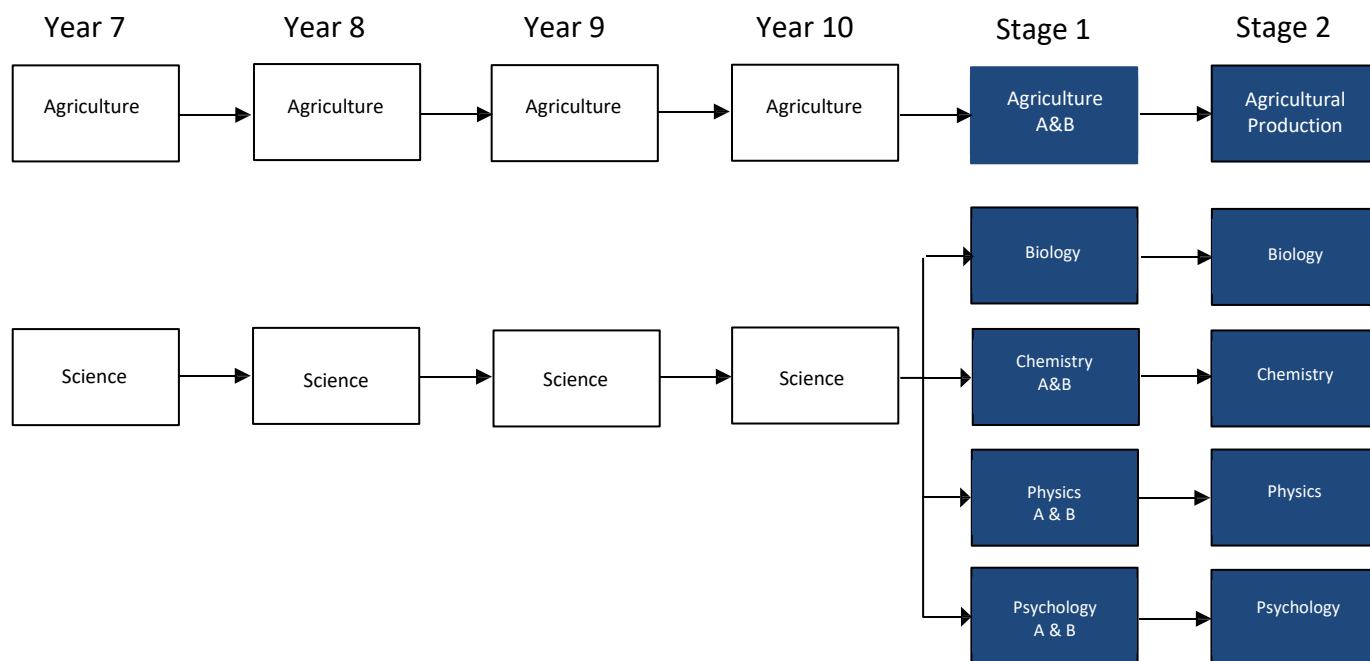 Year 7
Year 8
Year 9
Year 10
Stage 1
Stage 2
Agriculture
Agriculture
Agriculture
Agriculture
Agriculture
A&B
Agricultural
Production
Biology
Biology
Science
Science
Science
Science
Chemistry
A&B
Chemistry
Physics
A & B
Physics
Psychology
A & B
Psychology